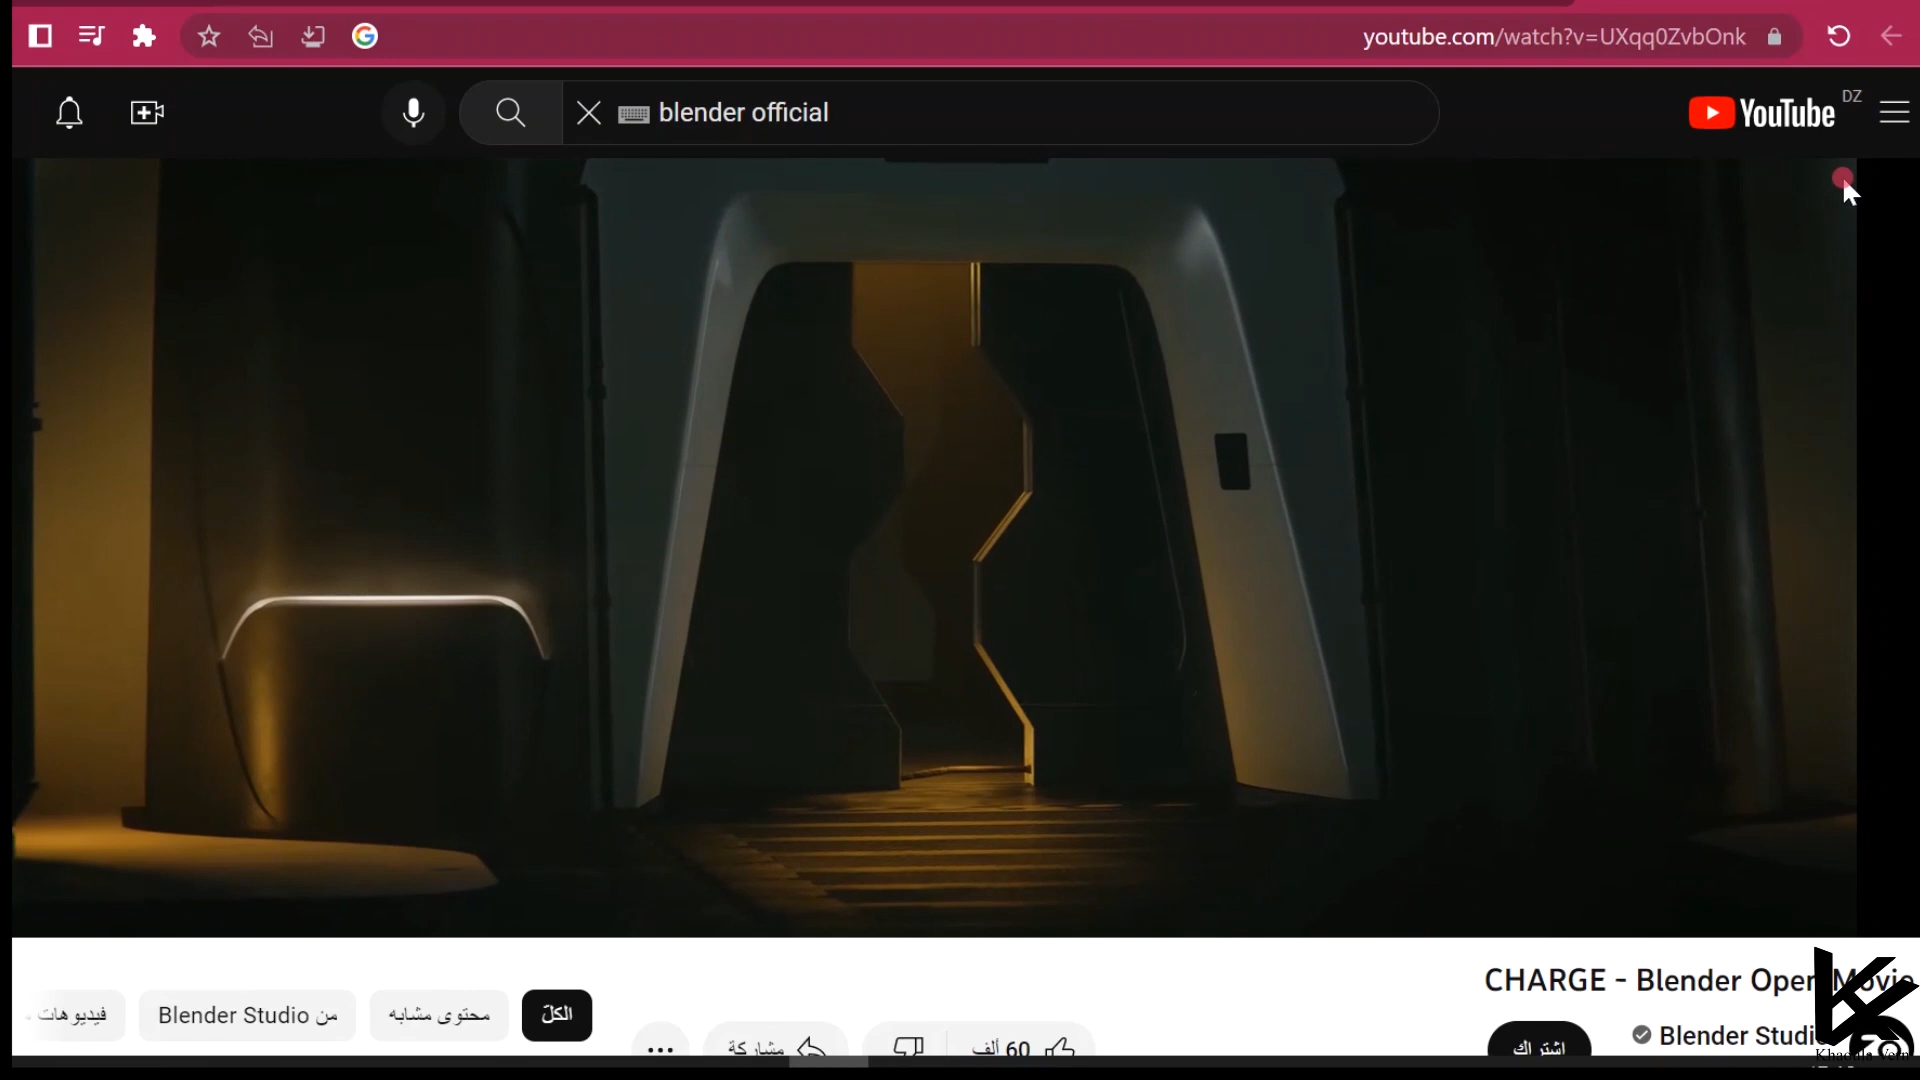 youtube.com/watch?v=UXqq0ZvbOnk
blender official
YouTube DZ
CHARGE - Blender Open Movie
Blender Studio
اشتراك
60 ألف
مشاركة
الكلّ
محتوى مشابه
من Blender Studio
فيديوهات